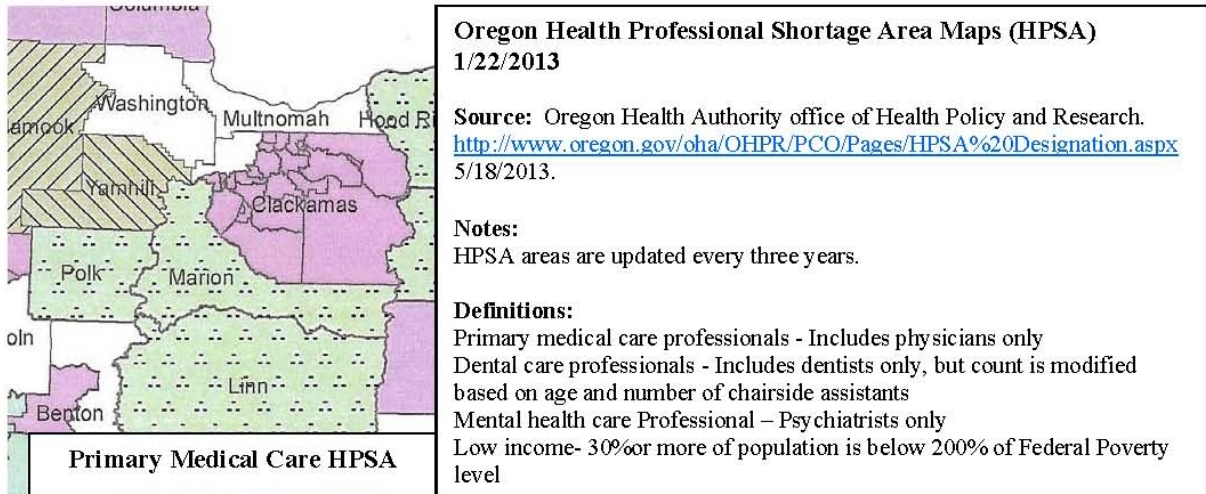 Columbia
Washington
Multnomah
Hood Ri
amook
Yamhill
Clackamas
Polk
Marion
oln
Linn
Benton
Primary Medical Care HPSA
Oregon Health Professional Shortage Area Maps (HPSA)
1/22/2013
Source: Oregon Health Authority office of Health Policy and Research.
http://www.oregon.gov/oha/OHPR/PCO/Pages/HPSA%20Designation.aspx
5/18/2013.
Notes:
HPSA areas are updated every three years.
Definitions:
Primary medical care professionals - Includes physicians only
Dental care professionals - Includes dentists only, but count is modified
based on age and number of chairside assistants
Mental health care Professional – Psychiatrists only
Low income- 30%or more of population is below 200% of Federal Poverty
level